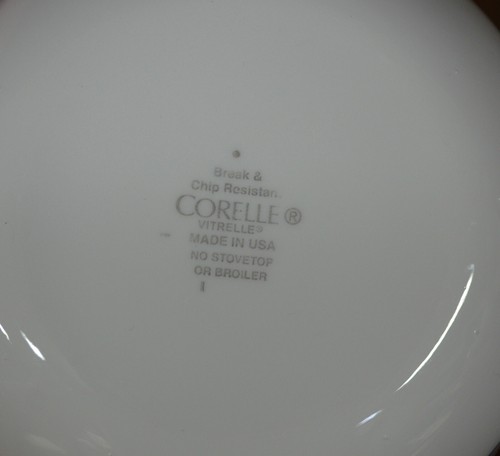 Break &
Chip Resistant
CORELLE®
VITRELLE®
MADE IN USA
NO STOVETOP
OR BROILER